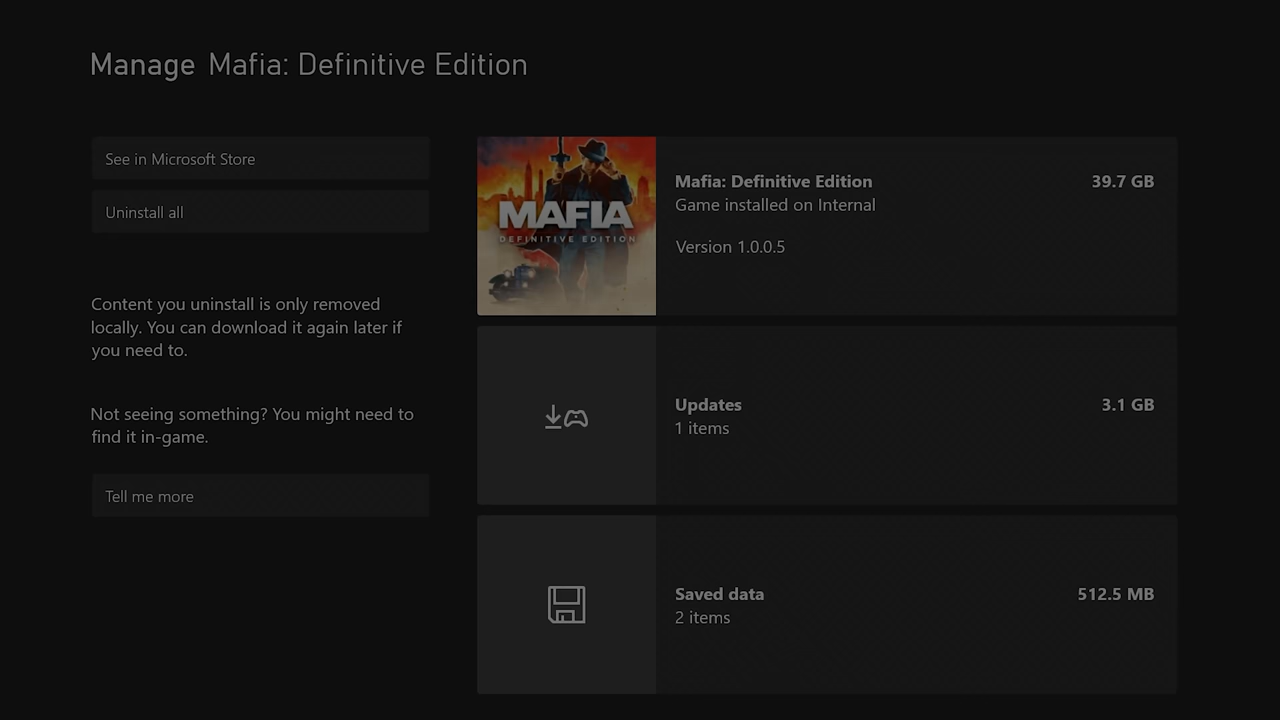 Manage Mafia: Definitive Edition
See in Microsoft Store
Uninstall all
Content you uninstall is only removed
locally. You can download it again later if
you need to.
Not seeing something? You might need to
find it in-game.
Tell me more
MAFIA
DEFINITIVE EDITION
Mafia: Definitive Edition 39.7 GB
Game installed on Internal
Version 1.0.0.5
Updates 3.1 GB
1 items
Saved data 512.5 MB
2 items